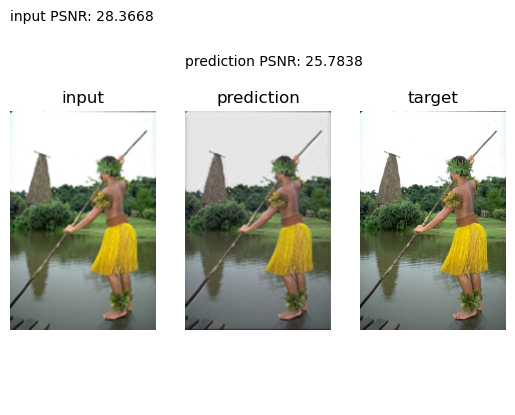 input PSNR: 28.3668
prediction PSNR: 25.7838
input
prediction
target